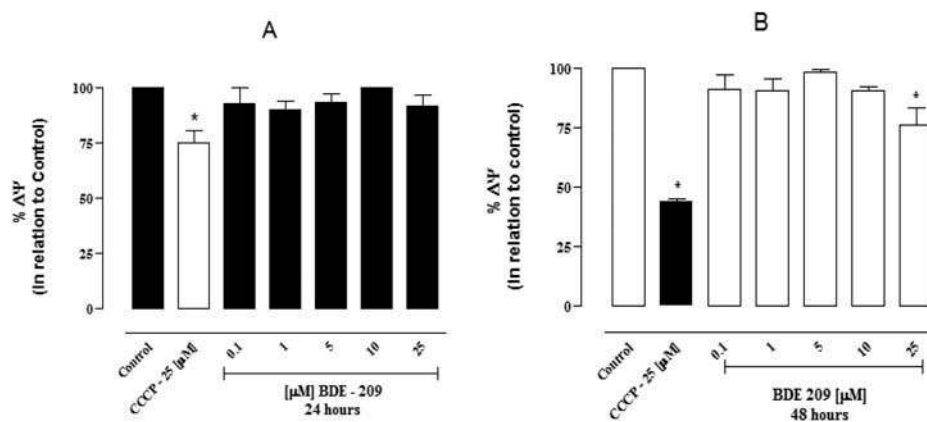 A
% ΔΨ
(In relation to Control)
100
75
50
25
0
*
Control
CCCP - 25 [µM]
0.1
1
5
10
25
[µM] BDE - 209
24 hours
B
% ΔΨ
(In relation to control)
100
75
50
25
0
*
*
Control
CCCP - 25 [µM]
0.1
1
5
10
25
BDE 209 [µM]
48 hours